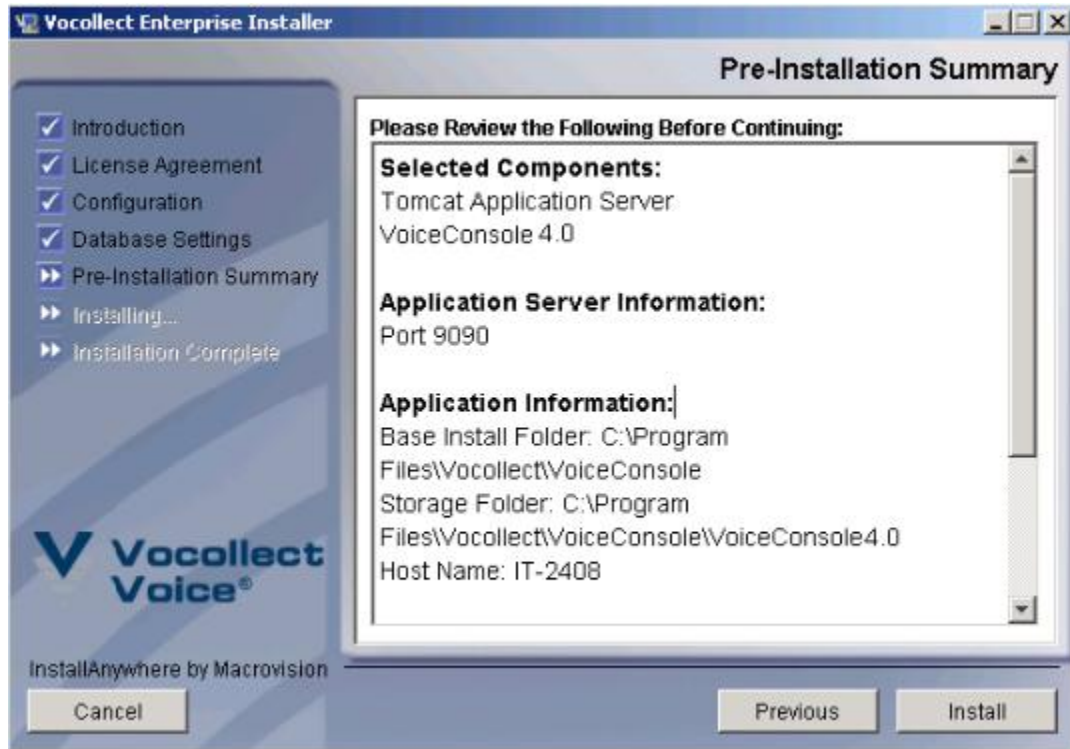 Vocollect Enterprise Installer
Pre-Installation Summary
Introduction
License Agreement
Configuration
Database Settings
Pre-Installation Summary
Installing...
Installation Complete
Vocollect
Voice®
Please Review the Following Before Continuing:
Selected Components:
Tomcat Application Server
VoiceConsole 4.0
Application Server Information:
Port 9090
Application Information:
Base Install Folder: C:\Program
Files\Vocollect\VoiceConsole
Storage Folder: C:\Program
Files\Vocollect\VoiceConsole\VoiceConsole4.0
Host Name: IT-2408
InstallAnywhere by Macrovision
Cancel
Previous
Install